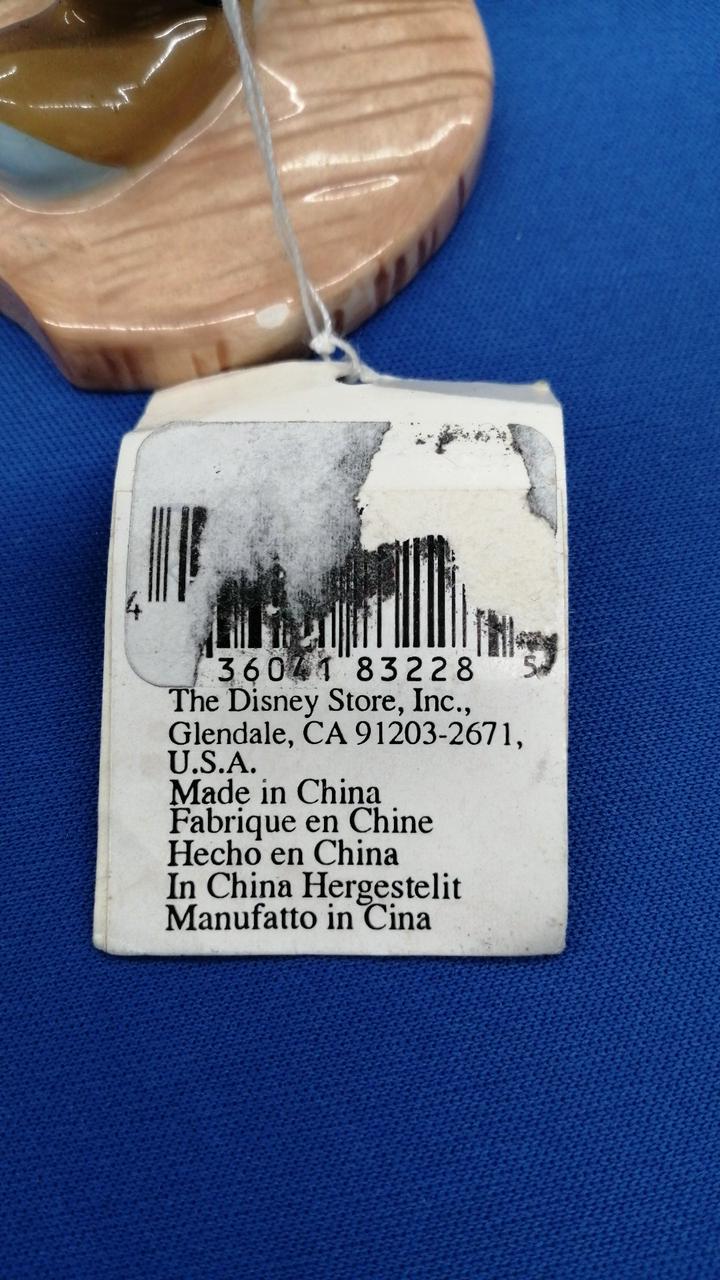 4 36041 83228 5
The Disney Store, Inc.,
Glendale, CA 91203-2671,
U.S.A.
Made in China
Fabrique en Chine
Hecho en China
In China Hergestelit
Manufatto in Cina